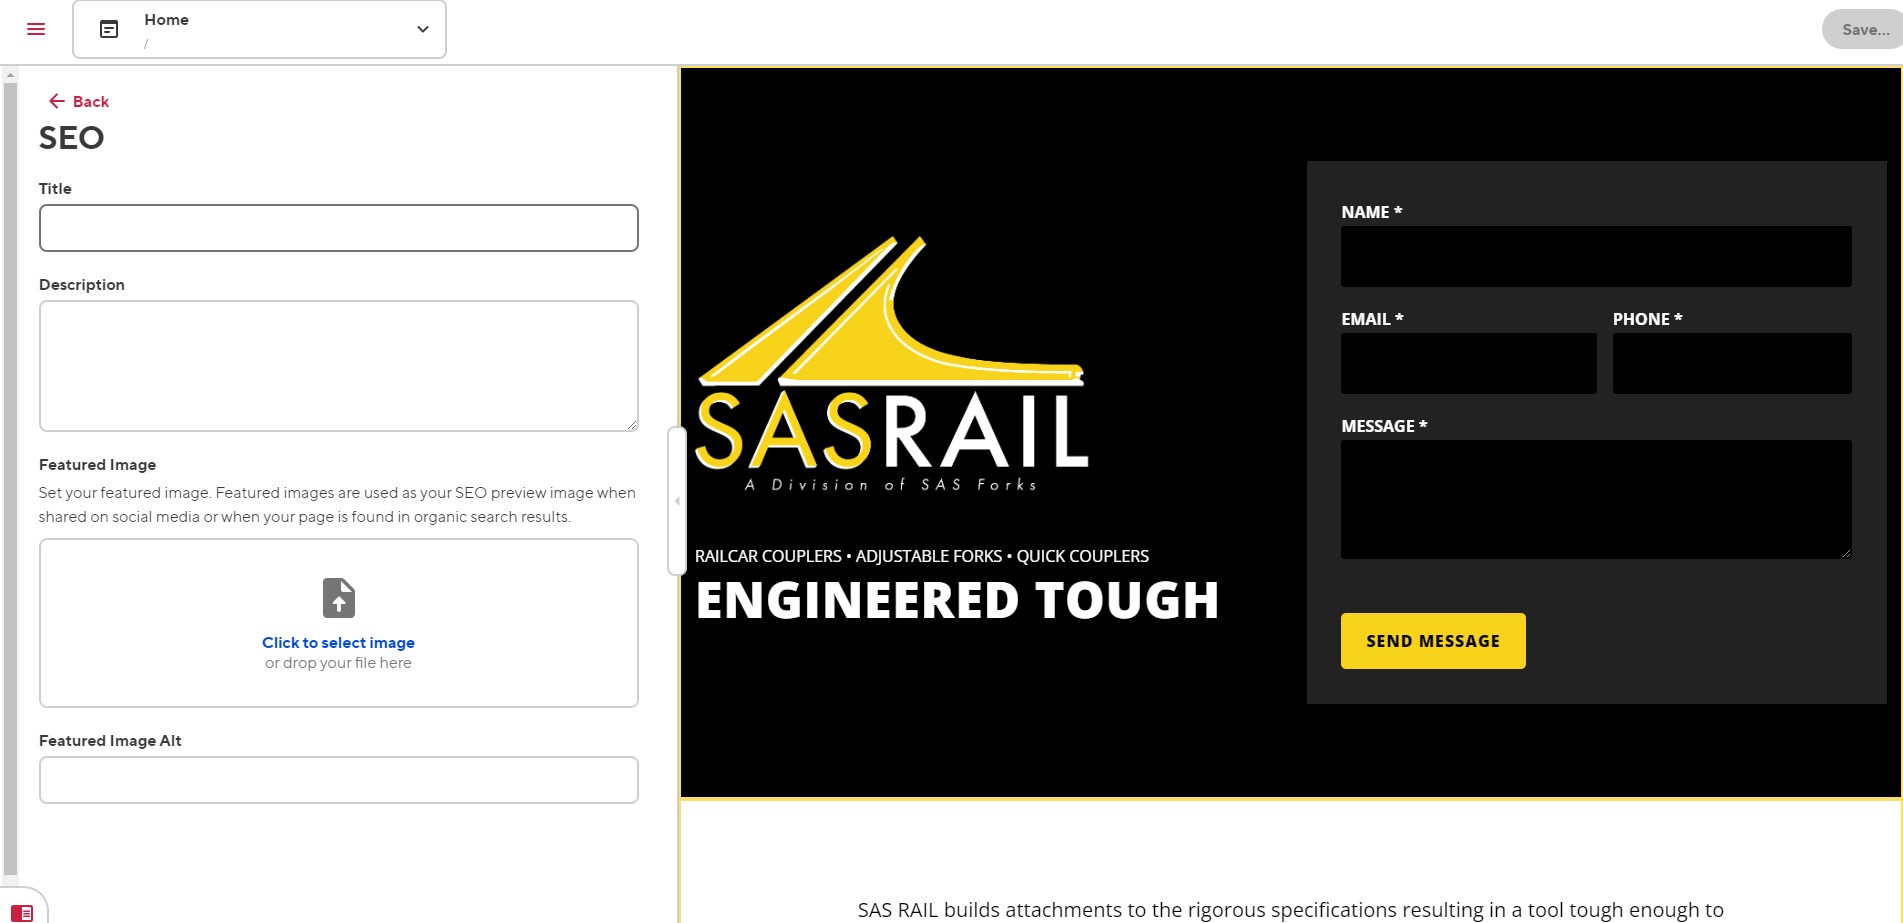 Home
/
Save...
Back
SEO
Title
Description
Featured Image
Set your featured image. Featured images are used as your SEO preview image when
shared on social media or when your page is found in organic search results.
Click to select image
or drop your file here
Featured Image Alt
SASRAIL
A Division of SAS Forks
RAILCAR COUPLERS • ADJUSTABLE FORKS • QUICK COUPLERS
ENGINEERED TOUGH
NAME *
EMAIL *
PHONE *
MESSAGE *
SEND MESSAGE
SAS RAIL builds attachments to the rigorous specifications resulting in a tool tough enough to